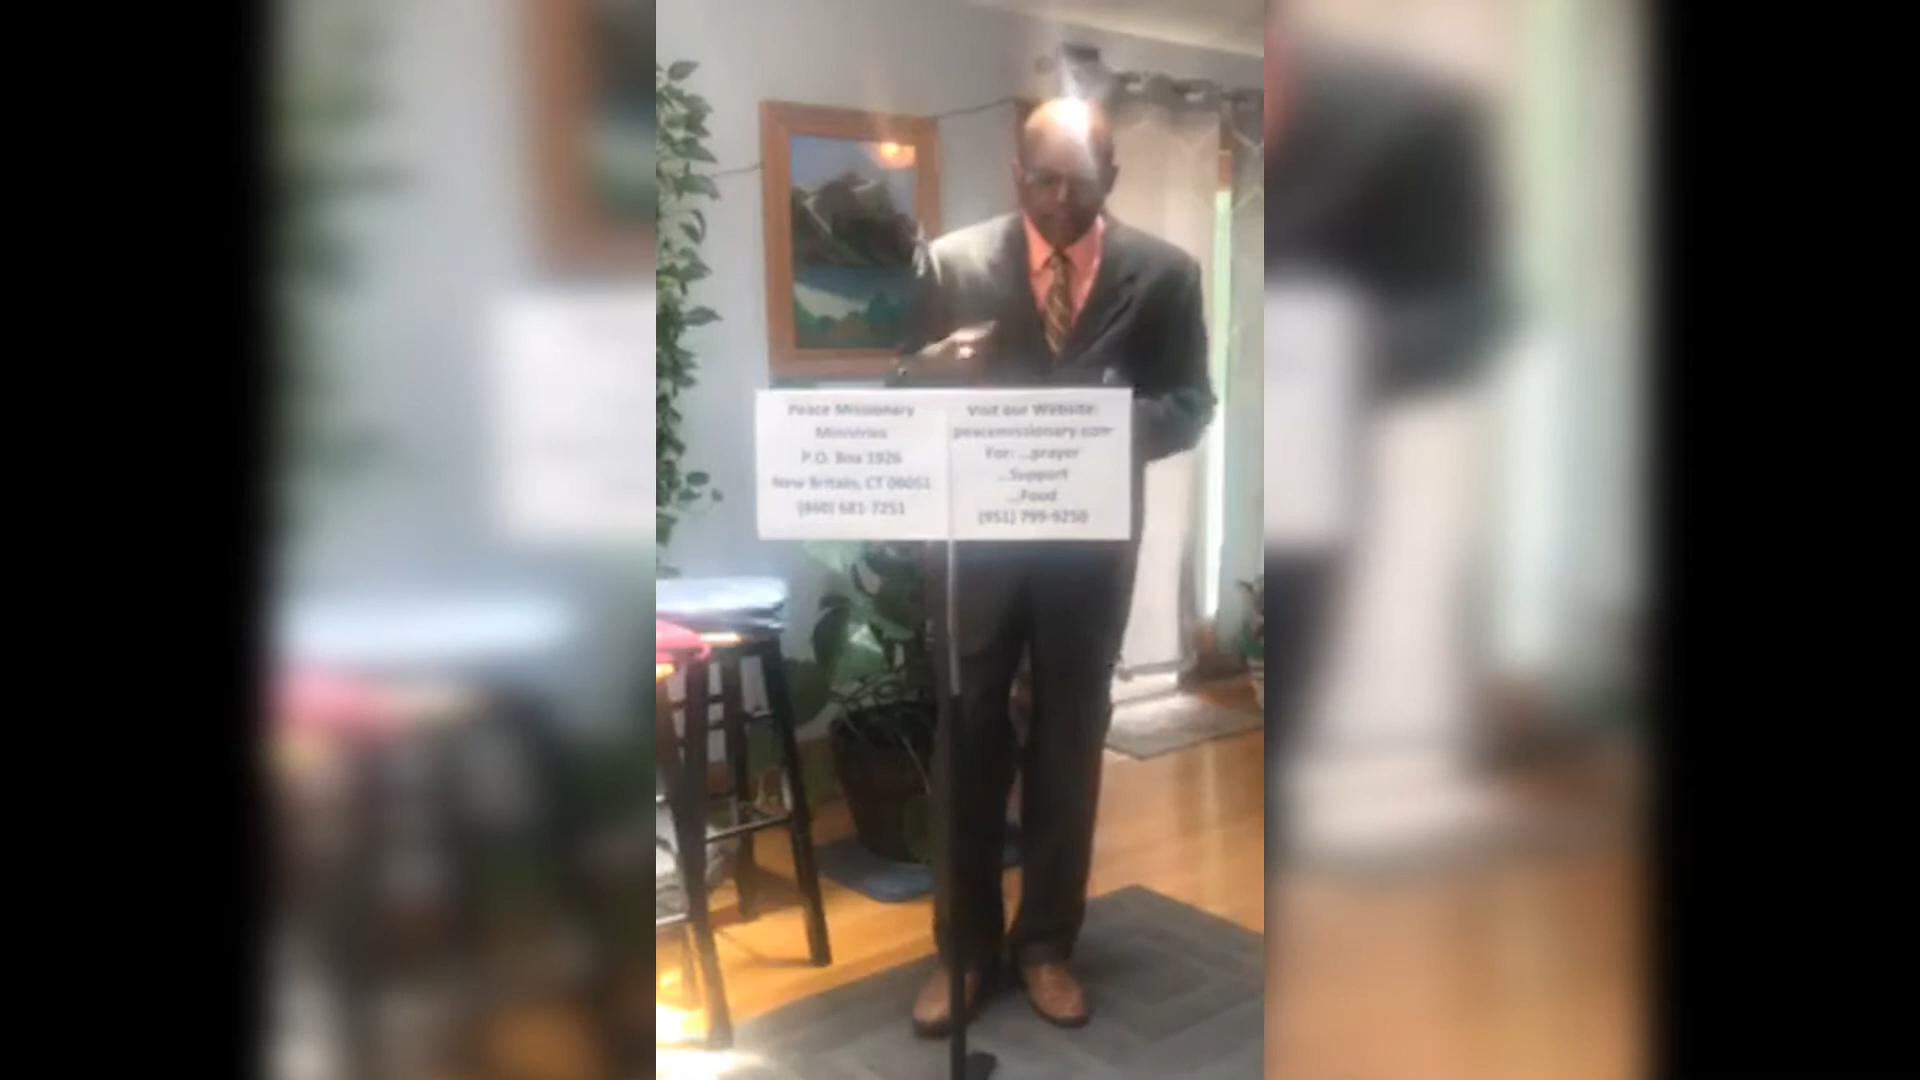 Peace Missionary
Ministries
P.O. Box 1926
New Britain, CT 06051
(860) 681-7251
Visit our Website:
peacemissionary.com
For: ...prayer
...Support
...Food
(951) 799-9250